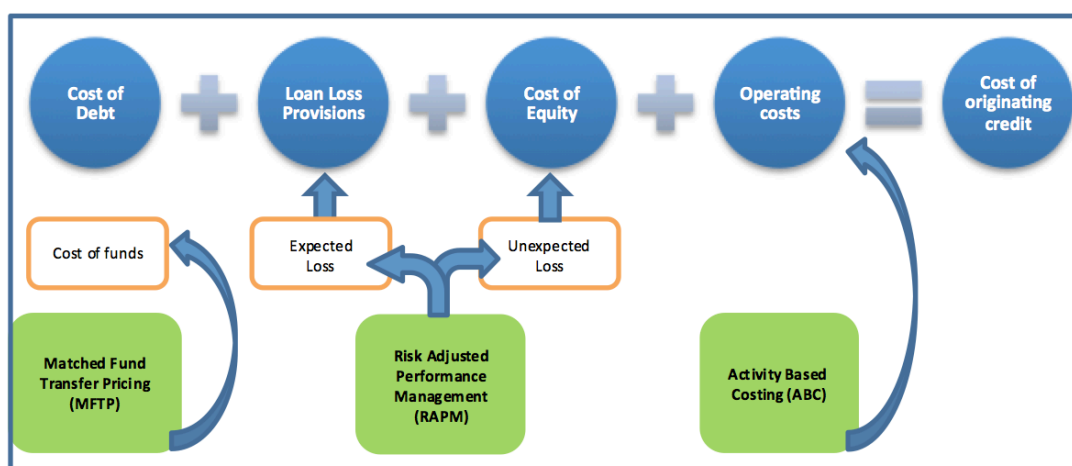 Cost of
Debt
Loan Loss
Provisions
Cost of
Equity
Operating
costs
Cost of
originating
credit
Cost of funds
Expected
Loss
Unexpected
Loss
Matched Fund
Transfer Pricing
(MFTP)
Risk Adjusted
Performance
Management
(RAPM)
Activity Based
Costing (ABC)